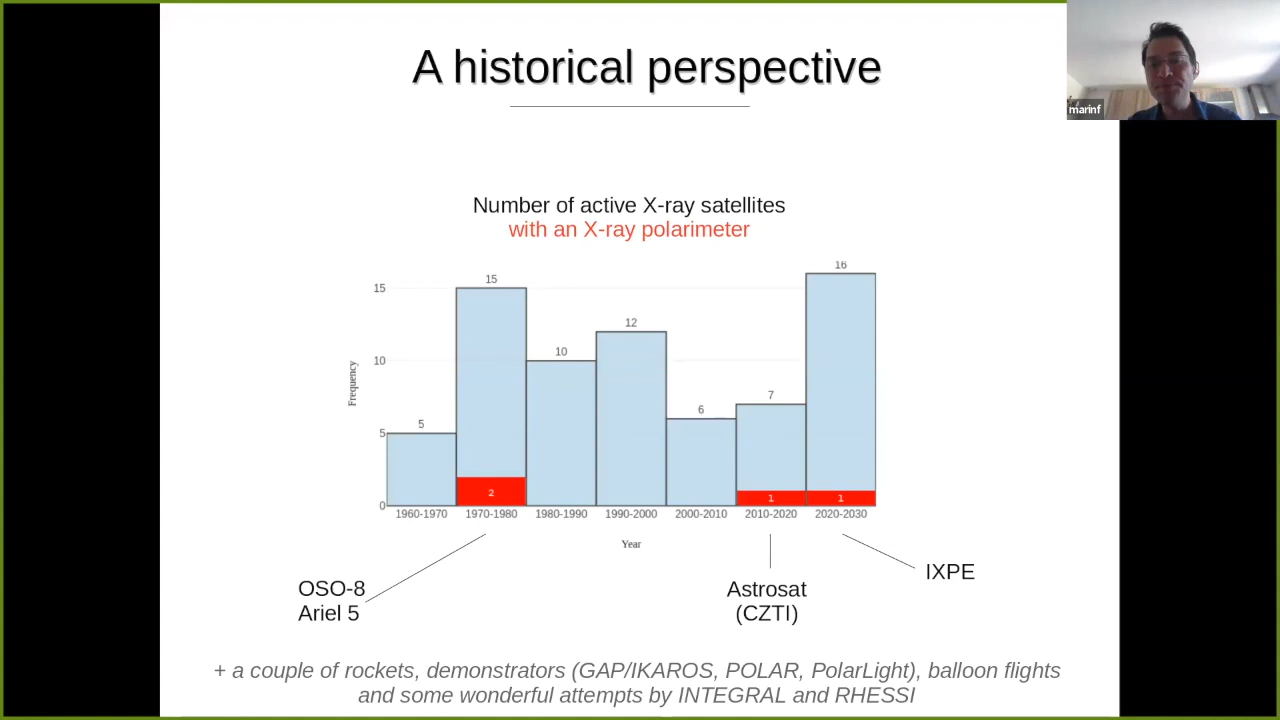 A historical perspective
marinf
Number of active X-ray satellites
with an X-ray polarimeter
16
15
15
12
10
10
7
6
5
5
2
1
1
0
Frequency
1960-1970 1970-1980 1980-1990 1990-2000 2000-2010 2010-2020 2020-2030
Year
OSO-8
Ariel 5
Astrosat
(CZTI)
IXPE
+ a couple of rockets, demonstrators (GAP/IKAROS, POLAR, PolarLight), balloon flights
and some wonderful attempts by INTEGRAL and RHESSI